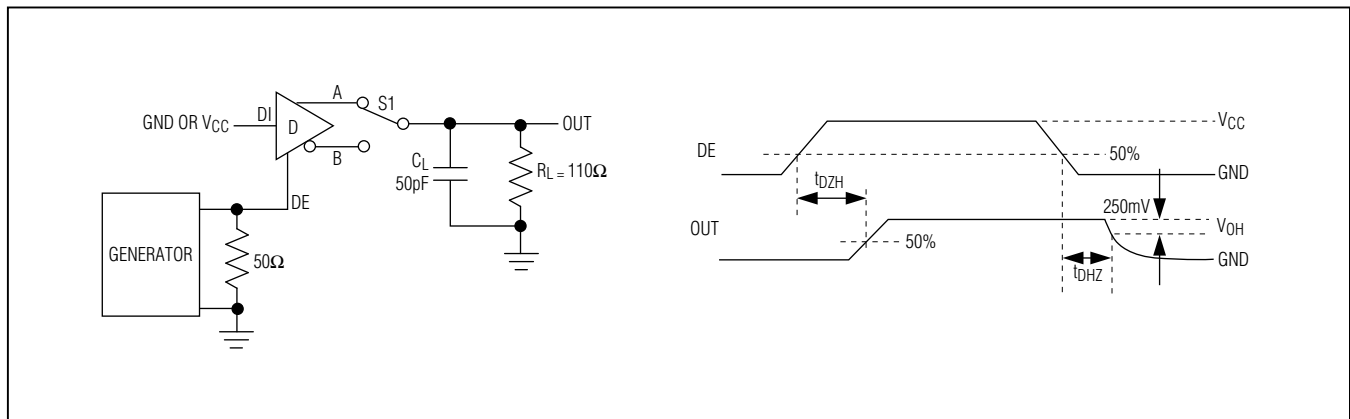 GND OR VCC
DI
D
A
S1
B
DE
OUT
CL
50pF
RL = 110Ω
GENERATOR
50Ω
DE
VCC
50%
GND
tDZH
250mV
OUT
50%
VOH
GND
tDHZ